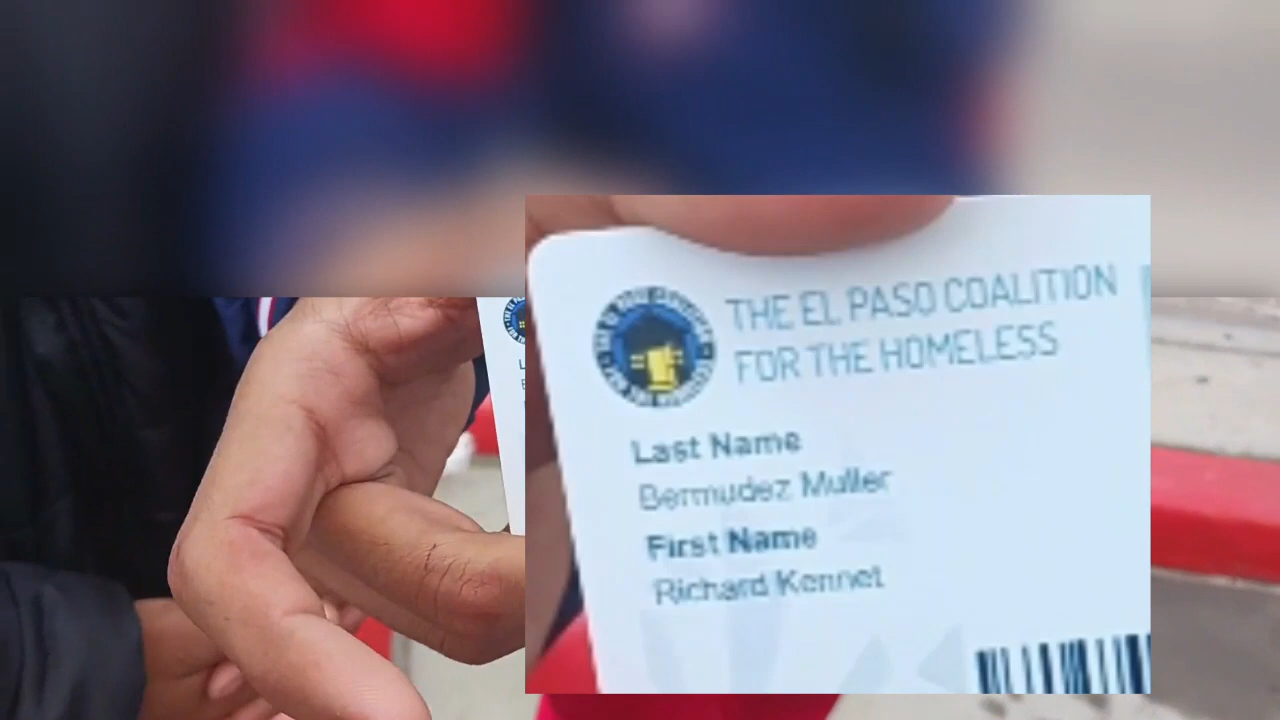 THE EL PASO COALITION
FOR THE HOMELESS
Last Name
Bermudez Muller
First Name
Richard Kennet